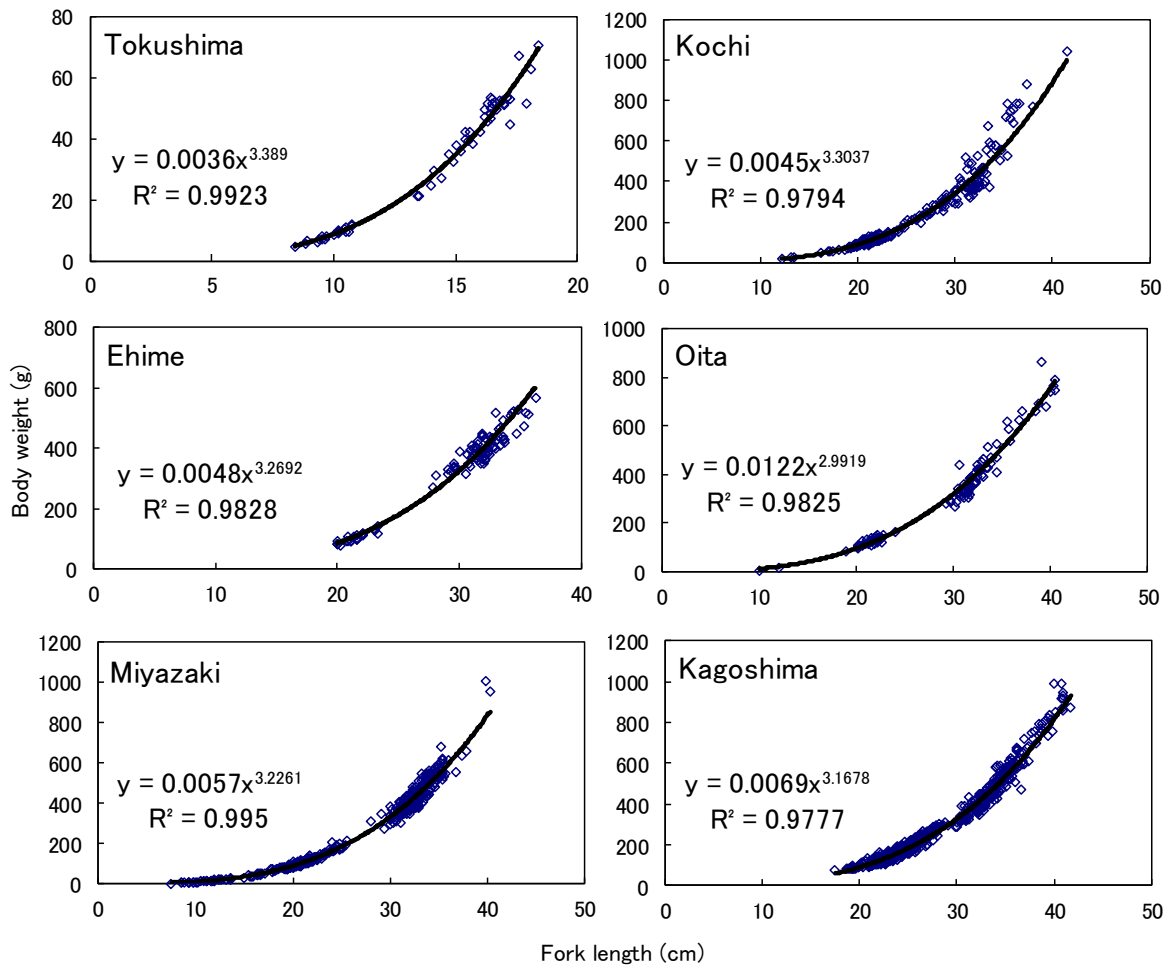 Tokushima
80
60
40
20
0
0 5 10 15 20
y = 0.0036x^3.389
R² = 0.9923
Kochi
1200
1000
800
600
400
200
0
0 10 20 30 40 50
y = 0.0045x^3.3037
R² = 0.9794
Body weight (g)
Ehime
800
600
400
200
0
0 10 20 30 40
y = 0.0048x^3.2692
R² = 0.9828
Oita
1000
800
600
400
200
0
0 10 20 30 40 50
y = 0.0122x^2.9919
R² = 0.9825
Miyazaki
1200
1000
800
600
400
200
0
0 10 20 30 40 50
y = 0.0057x^3.2261
R² = 0.995
Kagoshima
1200
1000
800
600
400
200
0
0 10 20 30 40 50
y = 0.0069x^3.1678
R² = 0.9777
Fork length (cm)